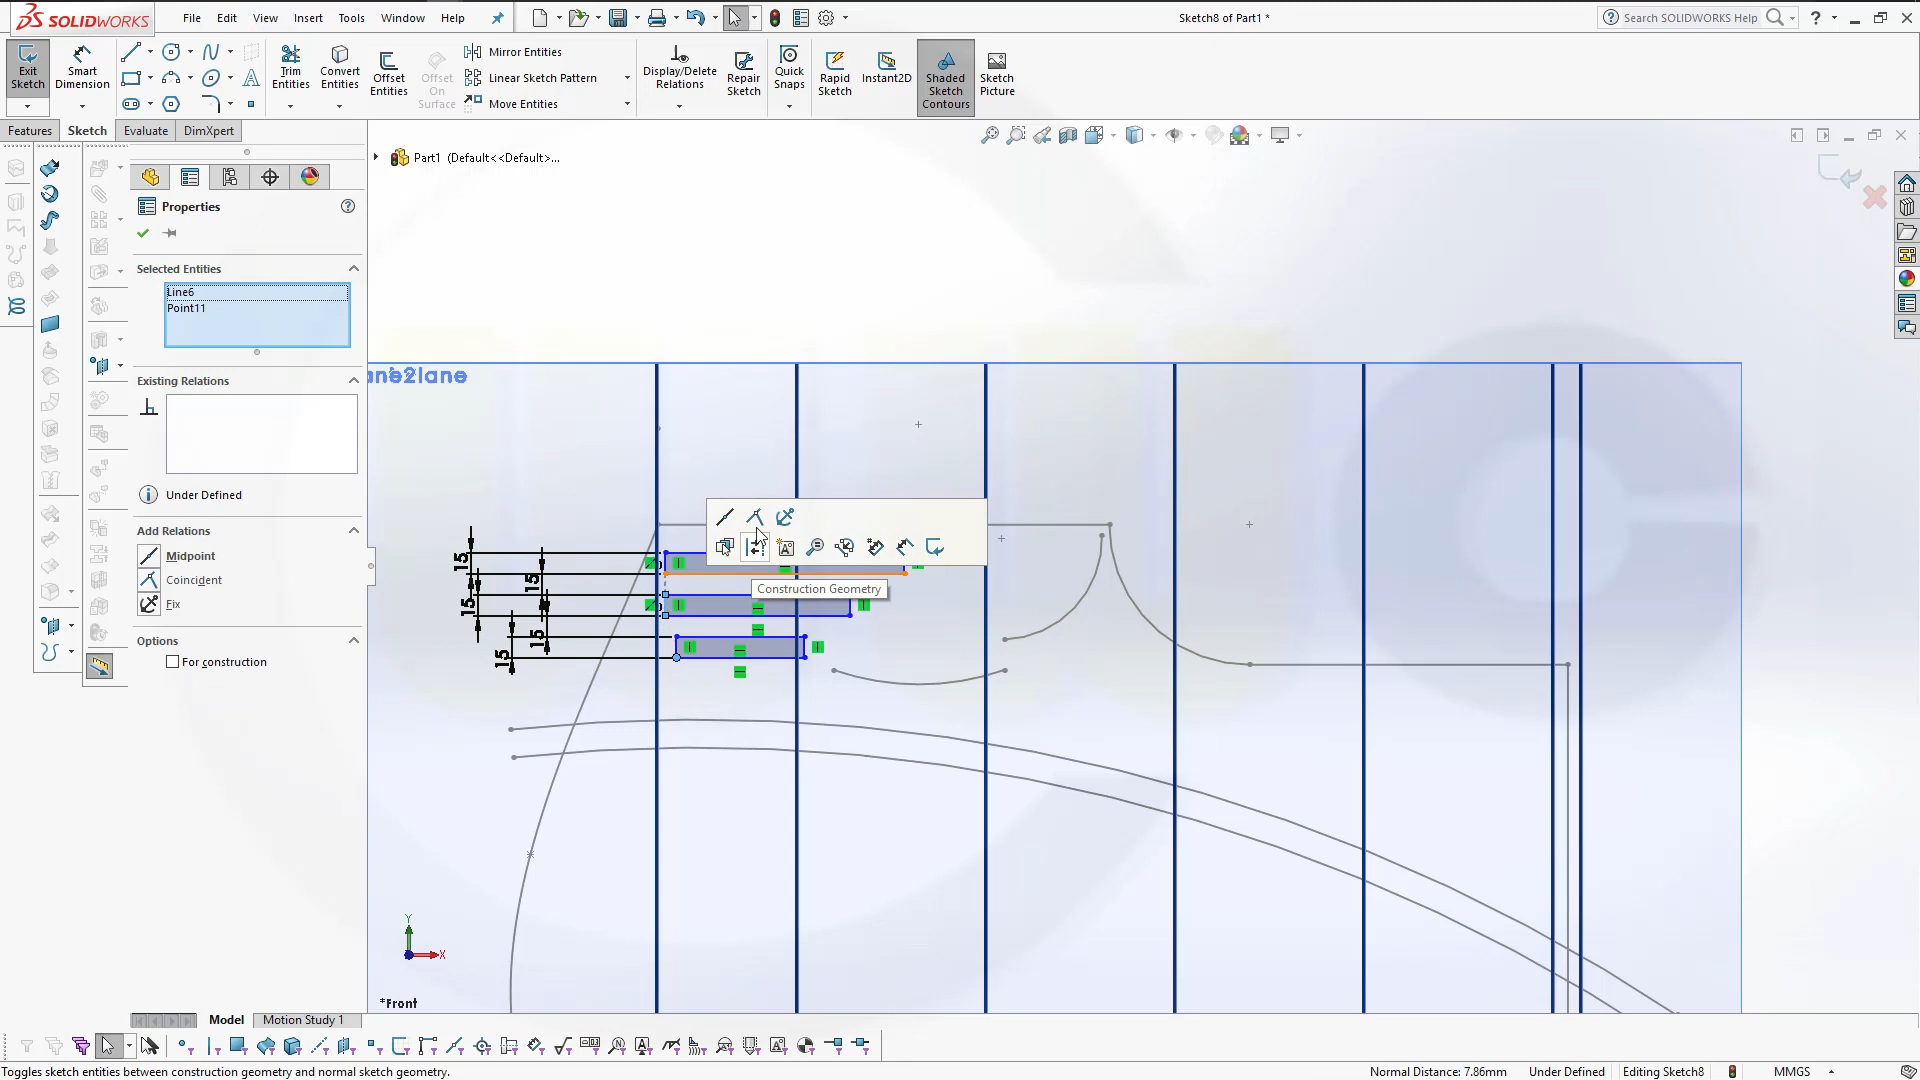 SOLIDWORKS
File Edit View Insert Tools Window Help
Sketch8 of Part1 *
Search SOLIDWORKS Help
Exit Sketch
Smart Dimension
Trim Entities
Convert Entities
Offset Entities
Offset On Surface
Mirror Entities
Linear Sketch Pattern
Move Entities
Display/Delete Relations
Repair Sketch
Quick Snaps
Rapid Sketch
Instant2D
Shaded Sketch Contours
Sketch Picture
Features Sketch Evaluate DimXpert
Part1 (Default<<Default>...
Properties
Selected Entities
Line6
Point11
Existing Relations
Under Defined
Add Relations
Midpoint
Coincident
Fix
Options
For construction
ane2lane
Construction Geometry
15
15
15
15
15
Y
X
*Front
Model Motion Study 1
Toggles sketch entities between construction geometry and normal sketch geometry.
Normal Distance: 7.86mm Under Defined Editing Sketch8 MMGS